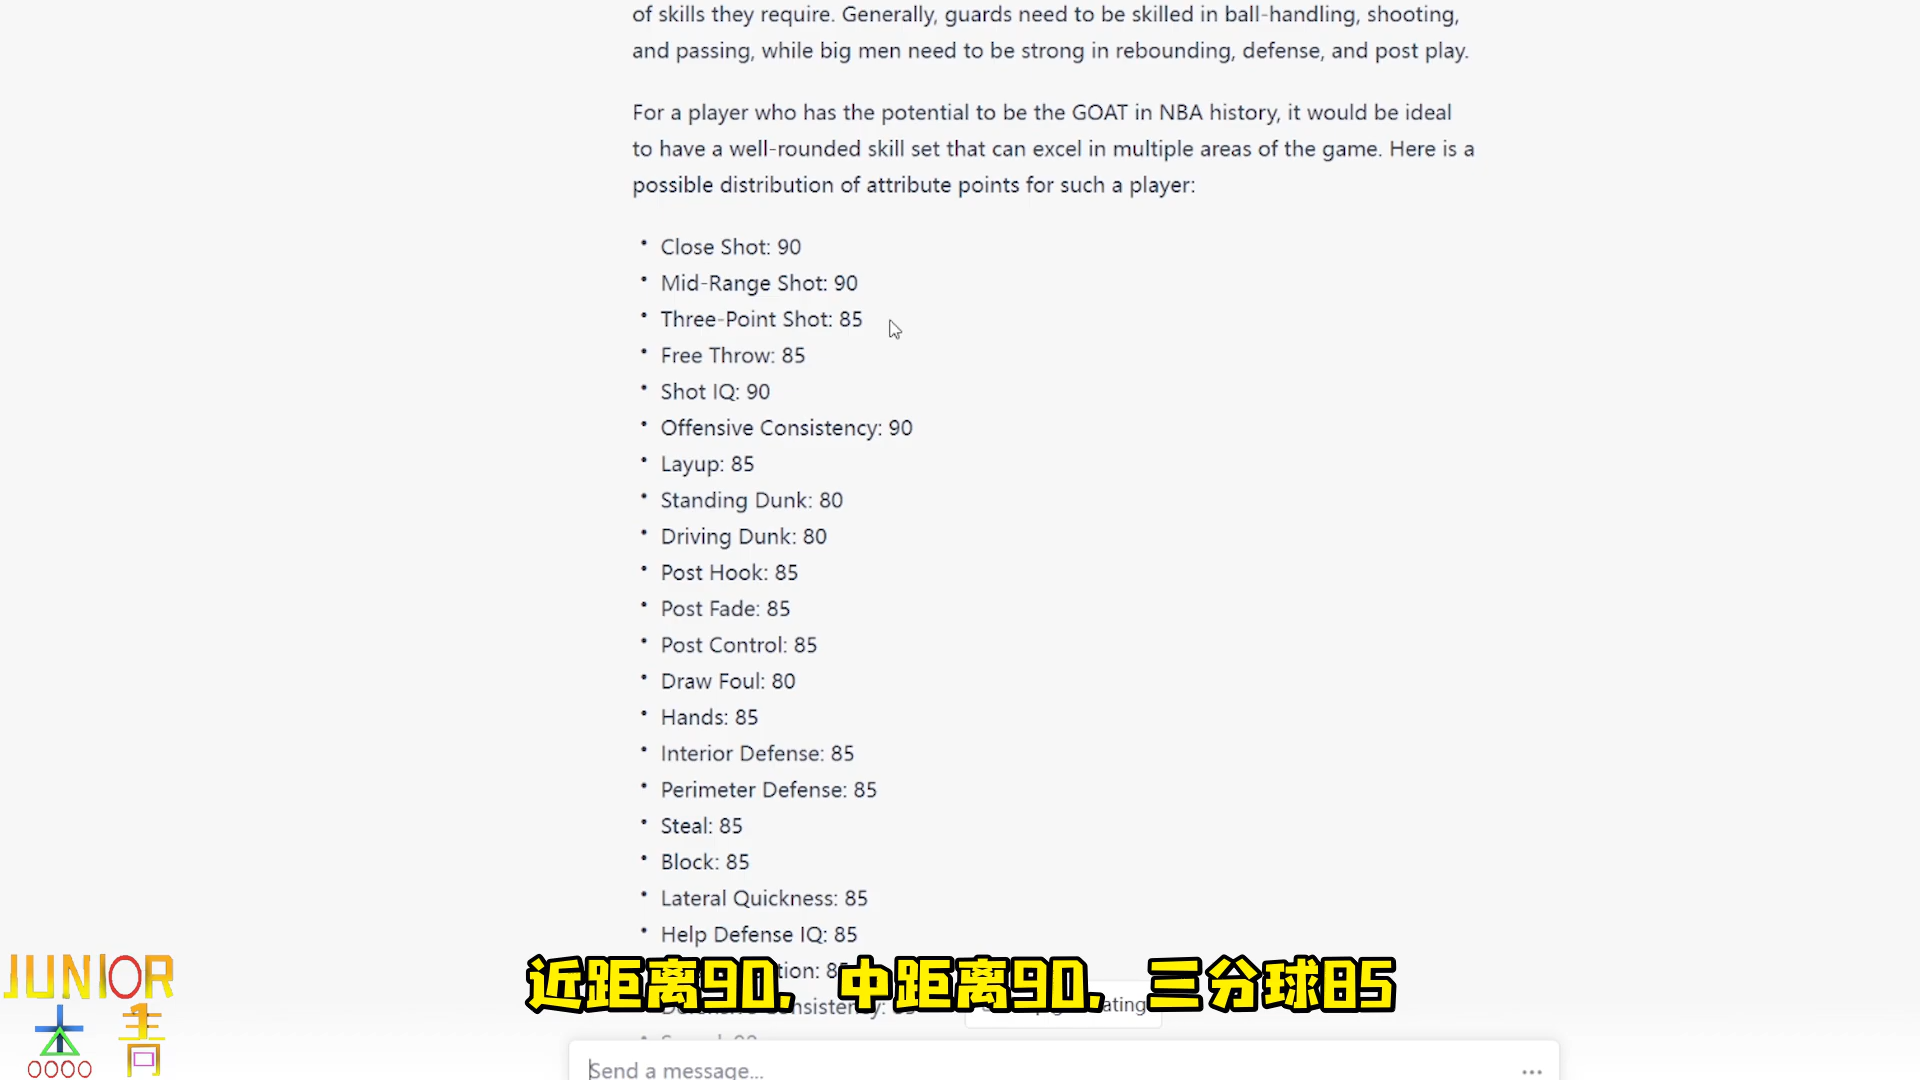 of skills they require. Generally, guards need to be skilled in ball-handling, shooting,
and passing, while big men need to be strong in rebounding, defense, and post play.
For a player who has the potential to be the GOAT in NBA history, it would be ideal
to have a well-rounded skill set that can excel in multiple areas of the game. Here is a
possible distribution of attribute points for such a player:
• Close Shot: 90
• Mid-Range Shot: 90
• Three-Point Shot: 85
• Free Throw: 85
• Shot IQ: 90
• Offensive Consistency: 90
• Layup: 85
• Standing Dunk: 80
• Driving Dunk: 80
• Post Hook: 85
• Post Fade: 85
• Post Control: 85
• Draw Foul: 80
• Hands: 85
• Interior Defense: 85
• Perimeter Defense: 85
• Steal: 85
• Block: 85
• Lateral Quickness: 85
• Help Defense IQ: 85
近距离90，中距离90，三分球85
Send a message...
JUNIOR